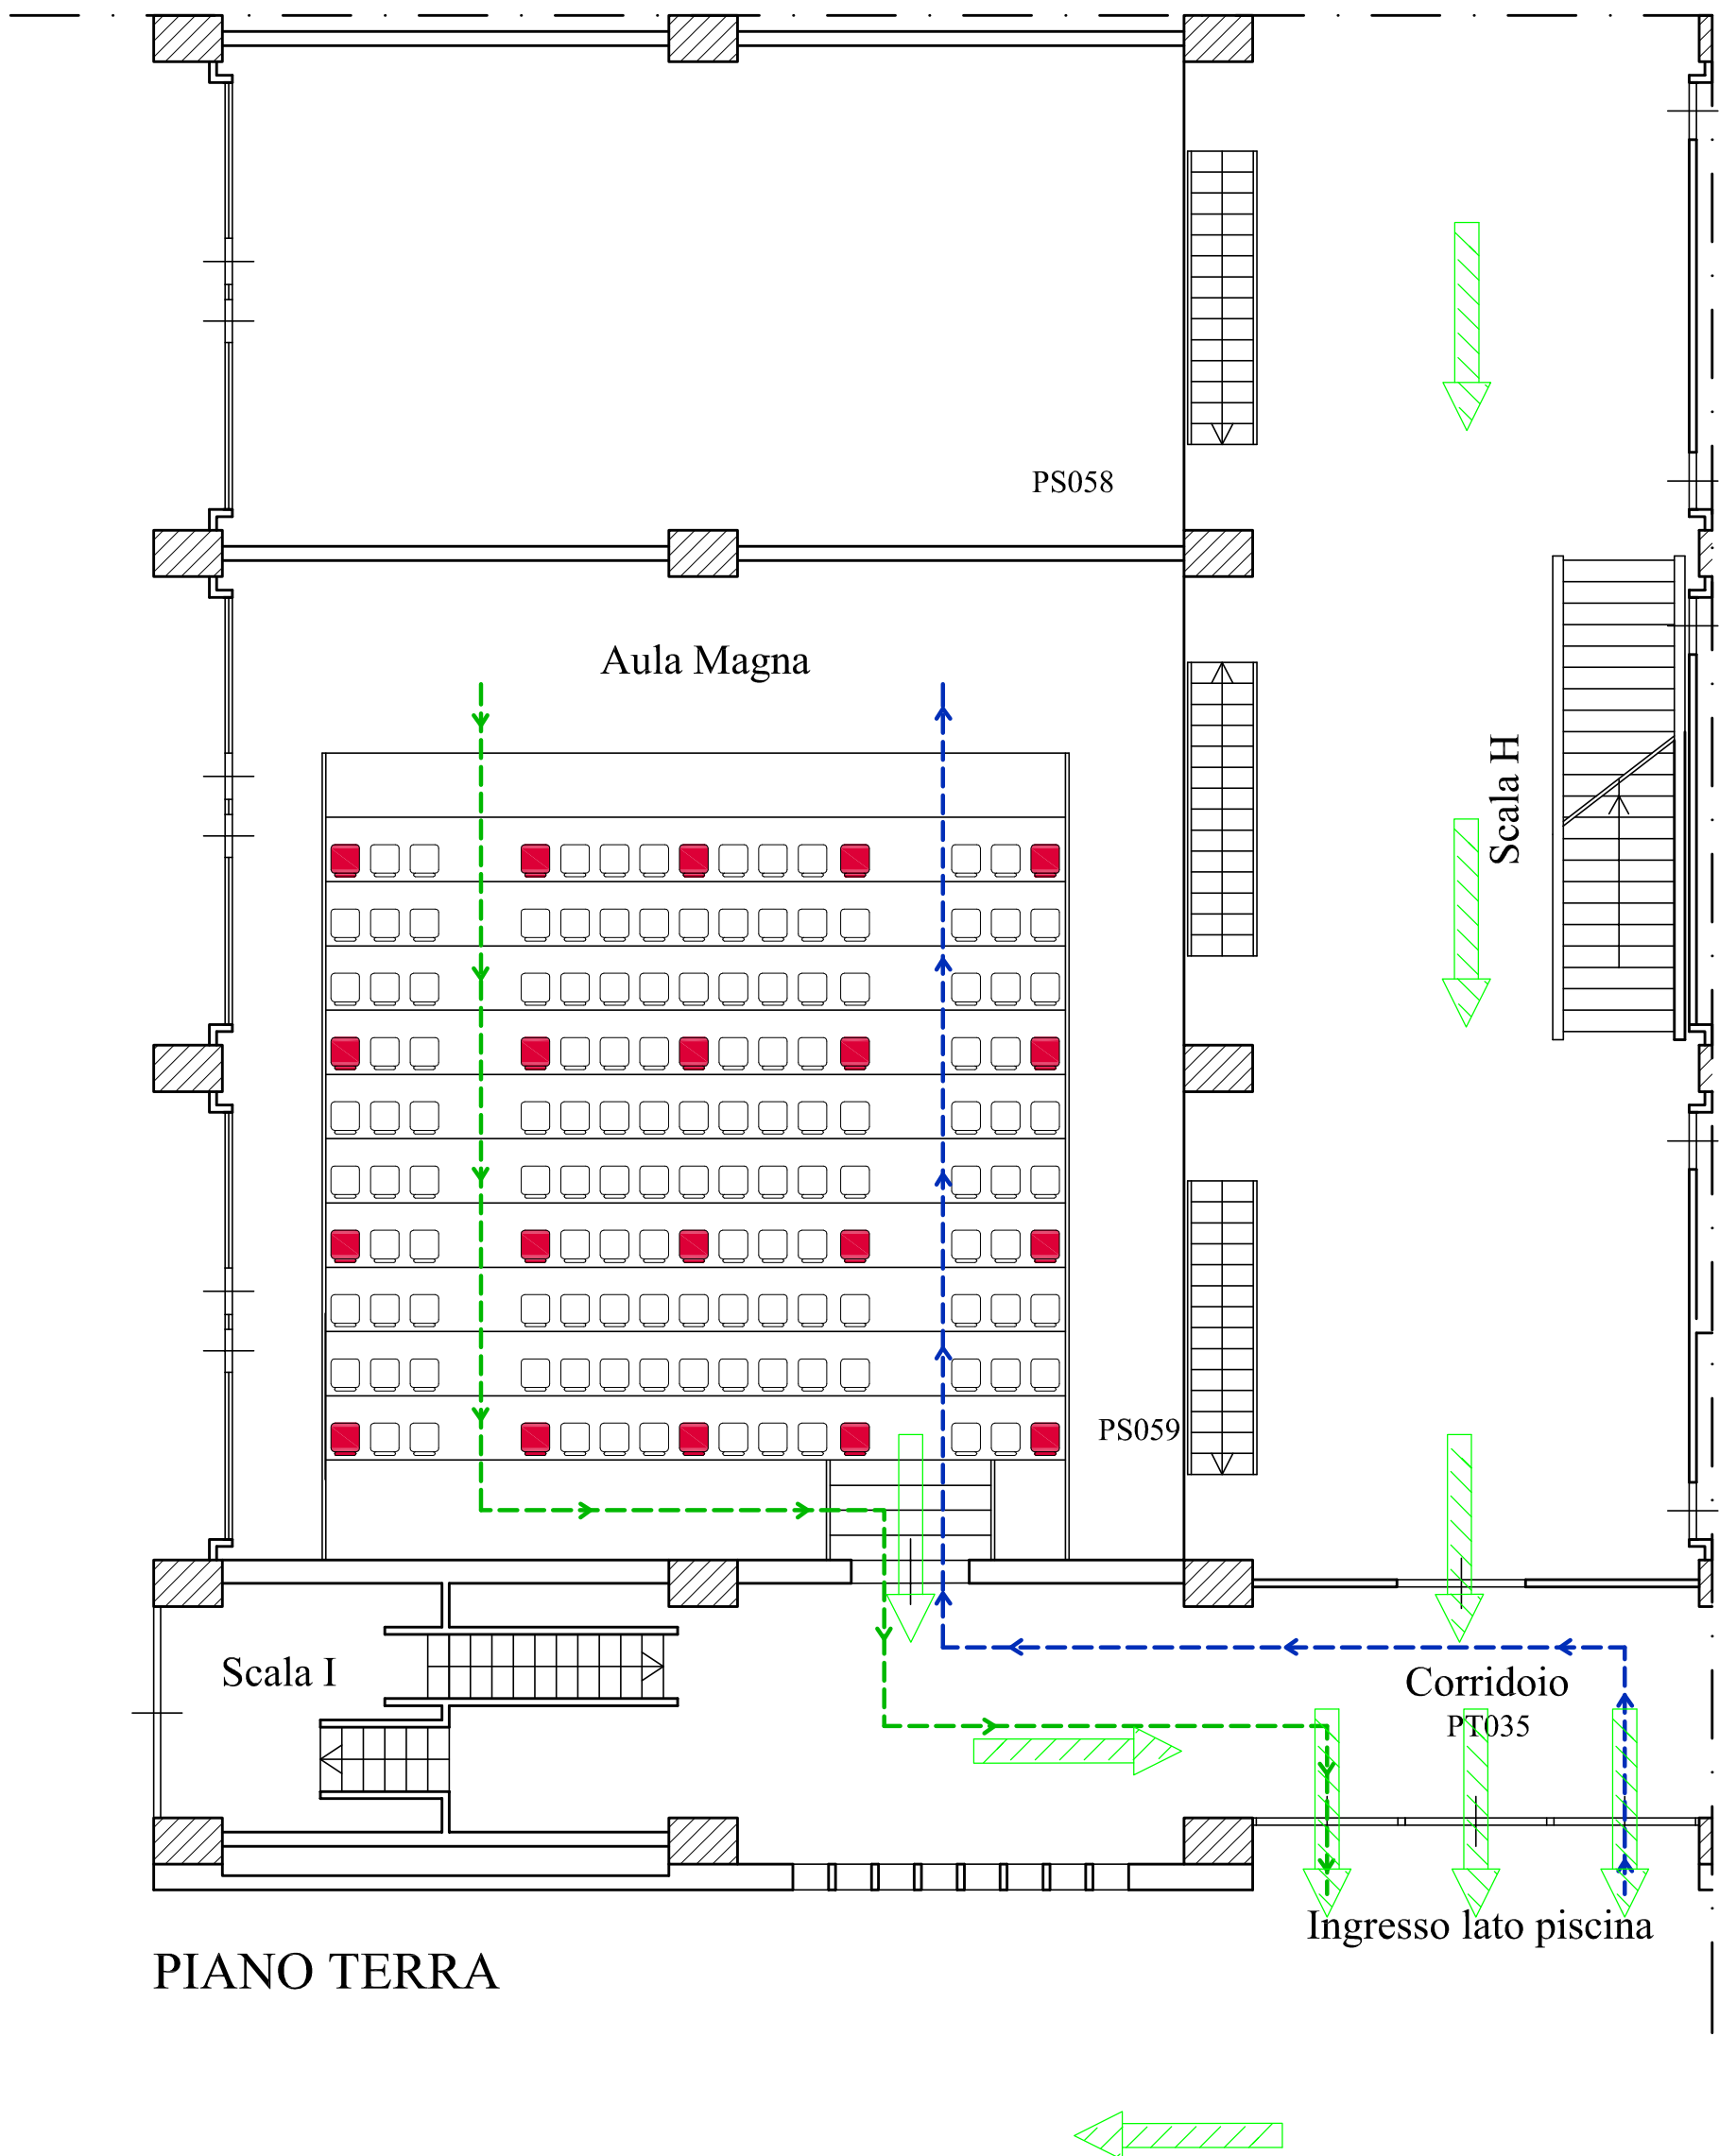 PS058
Aula Magna
Scala H
PS059
Scala I
Corridoio
PT035
Ingresso lato piscina
PIANO TERRA